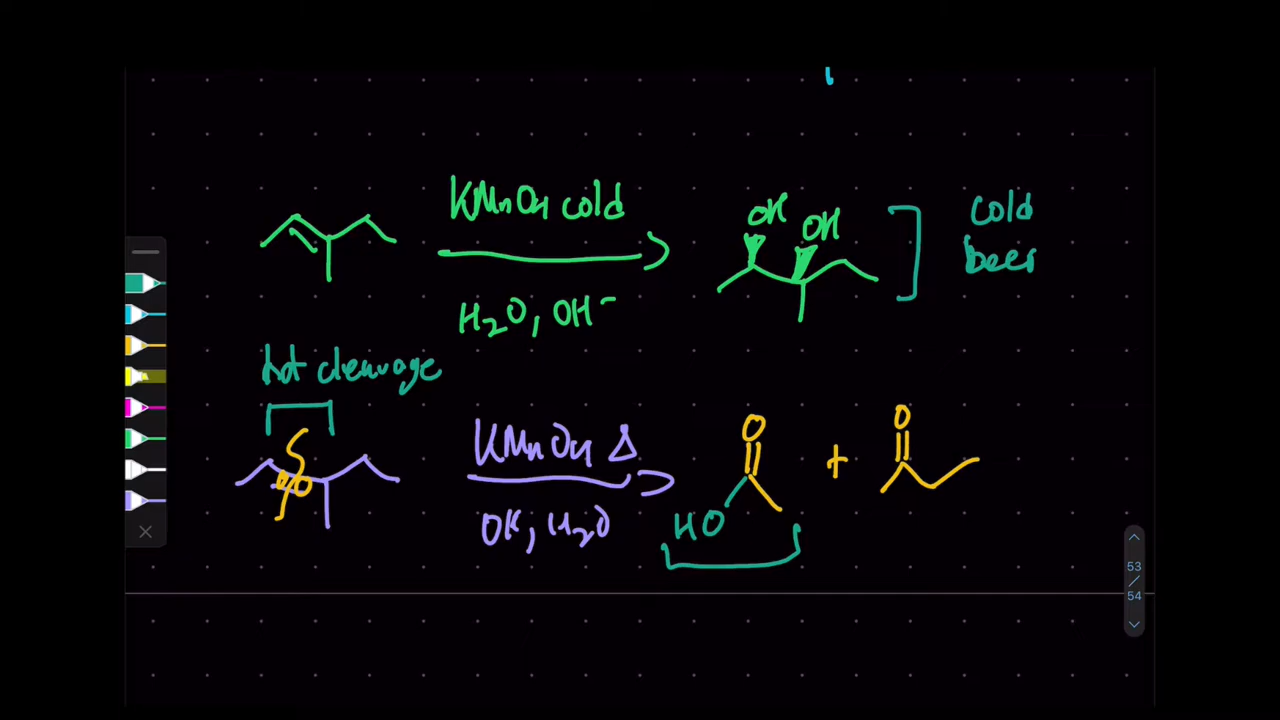 KMnO4 cold
H2O, OH⁻
OH
OH
cold
beer
hot cleavage
KMnO4 Δ
OH, H2O
O
HO
+
O
53
/
54